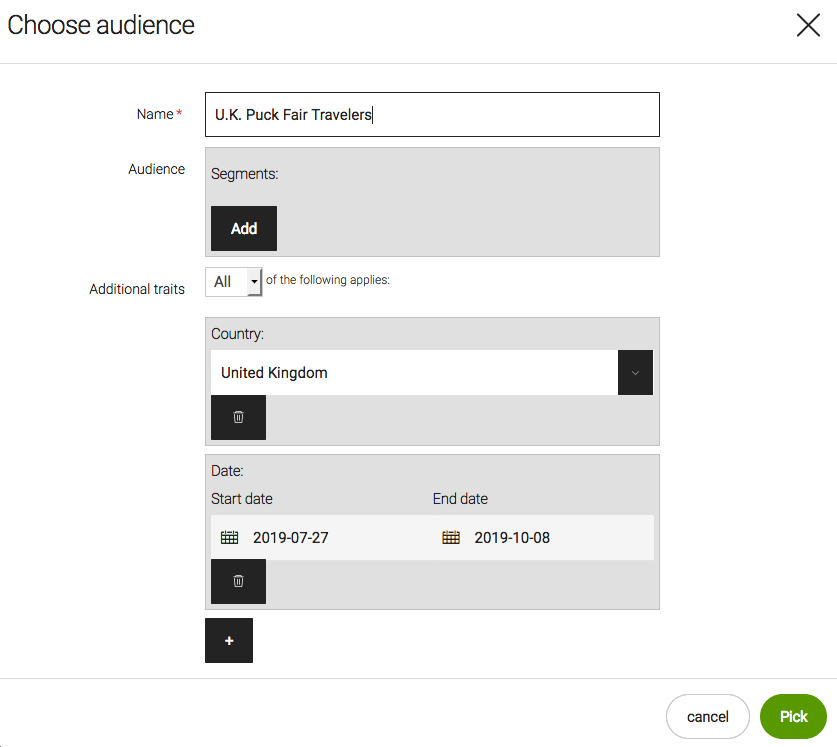 Choose audience
Name*
U.K. Puck Fair Travelers
Audience
Segments:
Add
Additional traits
All of the following applies:
Country:
United Kingdom
Date:
Start date End date
2019-07-27 2019-10-08
+
cancel Pick